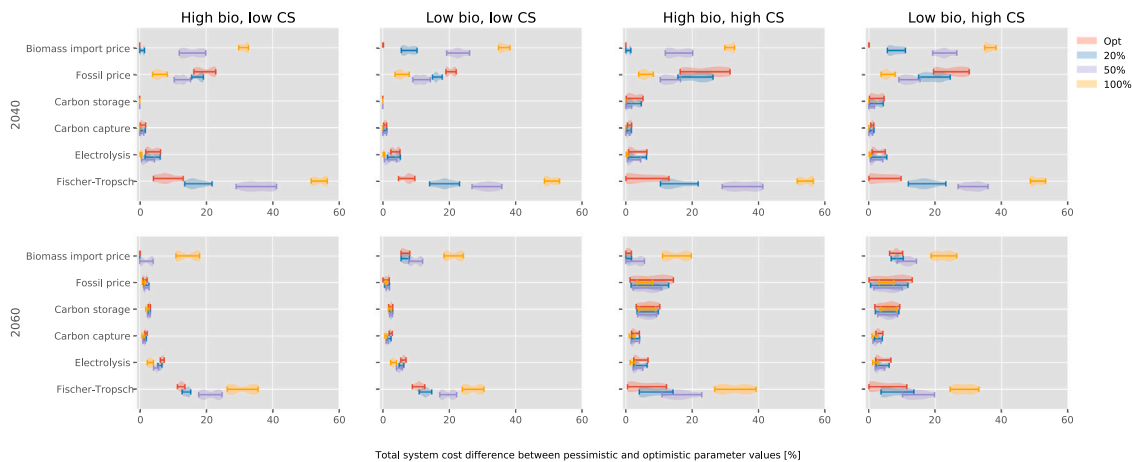 High bio, low CS
Low bio, low CS
High bio, high CS
Low bio, high CS
2040
Biomass import price
Fossil price
Carbon storage
Carbon capture
Electrolysis
Fischer-Tropsch
0 20 40 60
0 20 40 60
0 20 40 60
0 20 40 60
Opt
20%
50%
100%
2060
Biomass import price
Fossil price
Carbon storage
Carbon capture
Electrolysis
Fischer-Tropsch
0 20 40 60
0 20 40 60
0 20 40 60
0 20 40 60
Total system cost difference between pessimistic and optimistic parameter values [%]